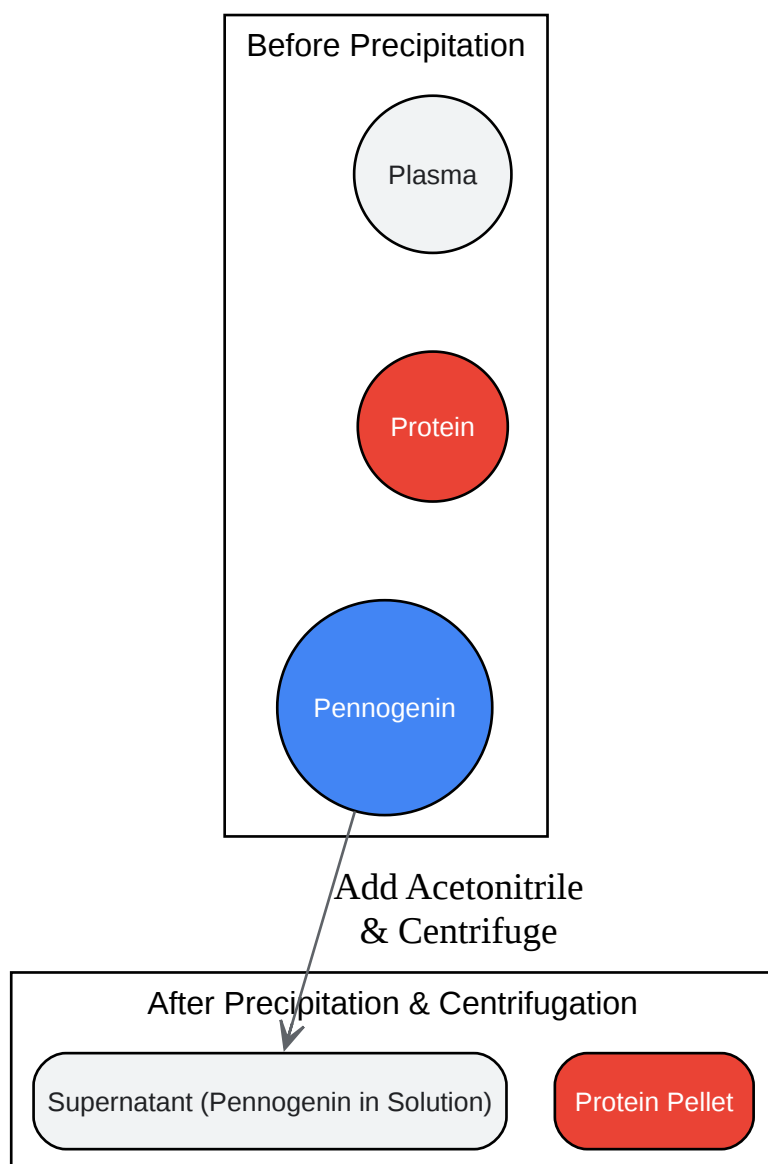 Before Precipitation
Plasma
Protein
Pennogenin
Add Acetonitrile
& Centrifuge
After Precipitation & Centrifugation
Supernatant (Pennogenin in Solution)
Protein Pellet